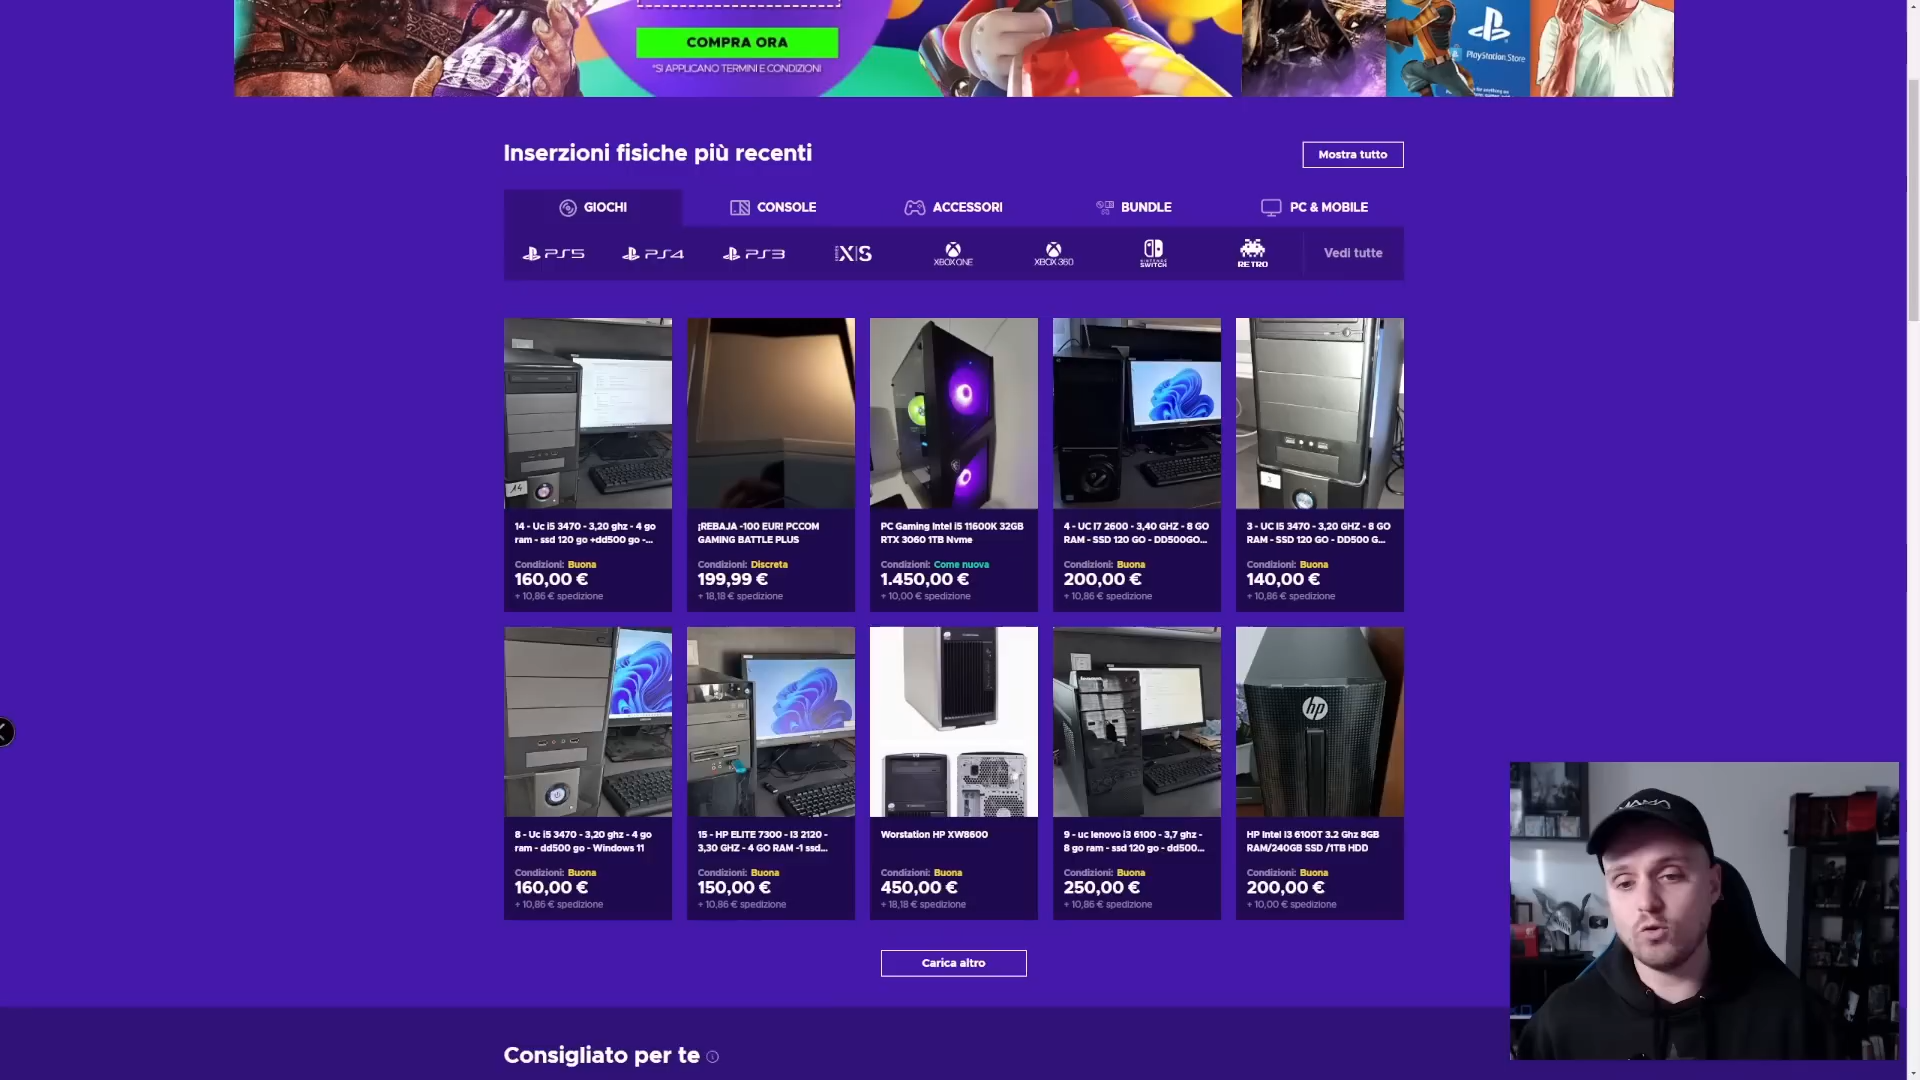 COMPRA ORA
*SI APPLICANO TERMINI E CONDIZIONI
PlayStation Store
Inserzioni fisiche più recenti
Mostra tutto
GIOCHI
CONSOLE
ACCESSORI
BUNDLE
PC & MOBILE
PS5
PS4
PS3
SERIES X|S
XBOX ONE
XBOX 360
NINTENDO SWITCH
RETRO
Vedi tutte
14 - Uc i5 3470 - 3,20 ghz - 4 go
ram - ssd 120 go +dd500 go -...
Condizioni: Buona
160,00 €
+ 10,86 € spedizione
¡REBAJA -100 EUR! PCCOM
GAMING BATTLE PLUS
Condizioni: Discreta
199,99 €
+ 18,18 € spedizione
PC Gaming Intel i5 11600K 32GB
RTX 3060 1TB Nvme
Condizioni: Come nuova
1.450,00 €
+ 10,00 € spedizione
4 - UC I7 2600 - 3,40 GHZ - 8 GO
RAM - SSD 120 GO - DD500GO...
Condizioni: Buona
200,00 €
+ 10,86 € spedizione
3 - UC I5 3470 - 3,20 GHZ - 8 GO
RAM - SSD 120 GO - DD500 G...
Condizioni: Buona
140,00 €
+ 10,86 € spedizione
8 - Uc i5 3470 - 3,20 ghz - 4 go
ram - dd500 go - Windows 11
Condizioni: Buona
160,00 €
+ 10,86 € spedizione
15 - HP ELITE 7300 - I3 2120 -
3,30 GHZ - 4 GO RAM -1 ssd...
Condizioni: Buona
150,00 €
+ 10,86 € spedizione
Worstation HP XW8600
Condizioni: Buona
450,00 €
+ 18,18 € spedizione
9 - uc lenovo i3 6100 - 3,7 ghz -
8 go ram - ssd 120 go - dd500...
Condizioni: Buona
250,00 €
+ 10,86 € spedizione
hp
HP Intel I3 6100T 3.2 Ghz 8GB
RAM/240GB SSD /1TB HDD
Condizioni: Buona
200,00 €
+ 10,00 € spedizione
Carica altro
Consigliato per te